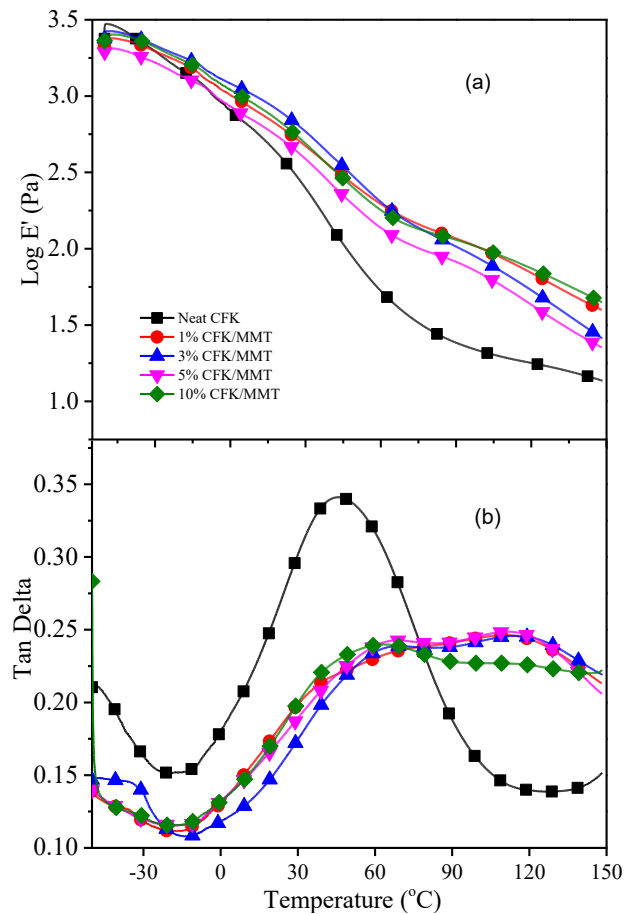 3.5
3.0
2.5
2.0
1.5
1.0
Log E' (Pa)
(a)
Neat CFK
1% CFK/MMT
3% CFK/MMT
5% CFK/MMT
10% CFK/MMT
0.35
0.30
0.25
0.20
0.15
0.10
Tan Delta
(b)
-30 0 30 60 90 120 150
Temperature (°C)